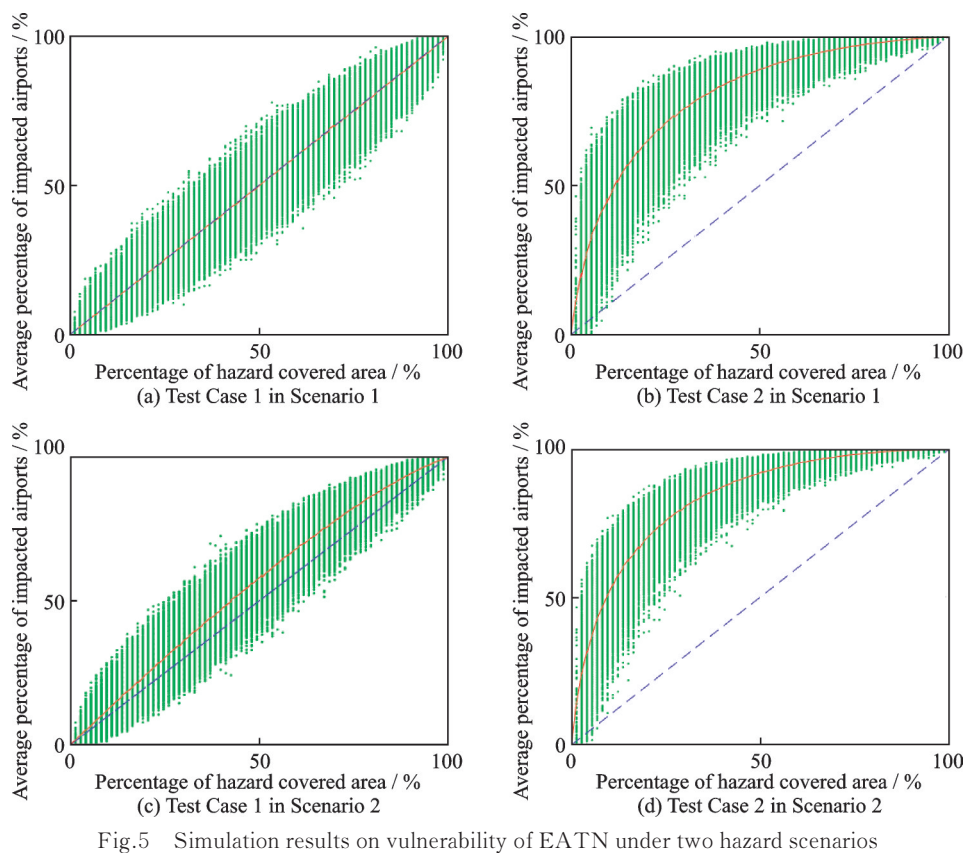 Average percentage of impacted airports / %
100
50
0
0
50
100
Percentage of hazard covered area / %
(a) Test Case 1 in Scenario 1
Average percentage of impacted airports / %
100
50
0
0
50
100
Percentage of hazard covered area / %
(b) Test Case 2 in Scenario 1
Average percentage of impacted airports / %
100
50
0
0
50
100
Percentage of hazard covered area / %
(c) Test Case 1 in Scenario 2
Average percentage of impacted airports / %
100
50
0
0
50
100
Percentage of hazard covered area / %
(d) Test Case 2 in Scenario 2
Fig.5 Simulation results on vulnerability of EATN under two hazard scenarios